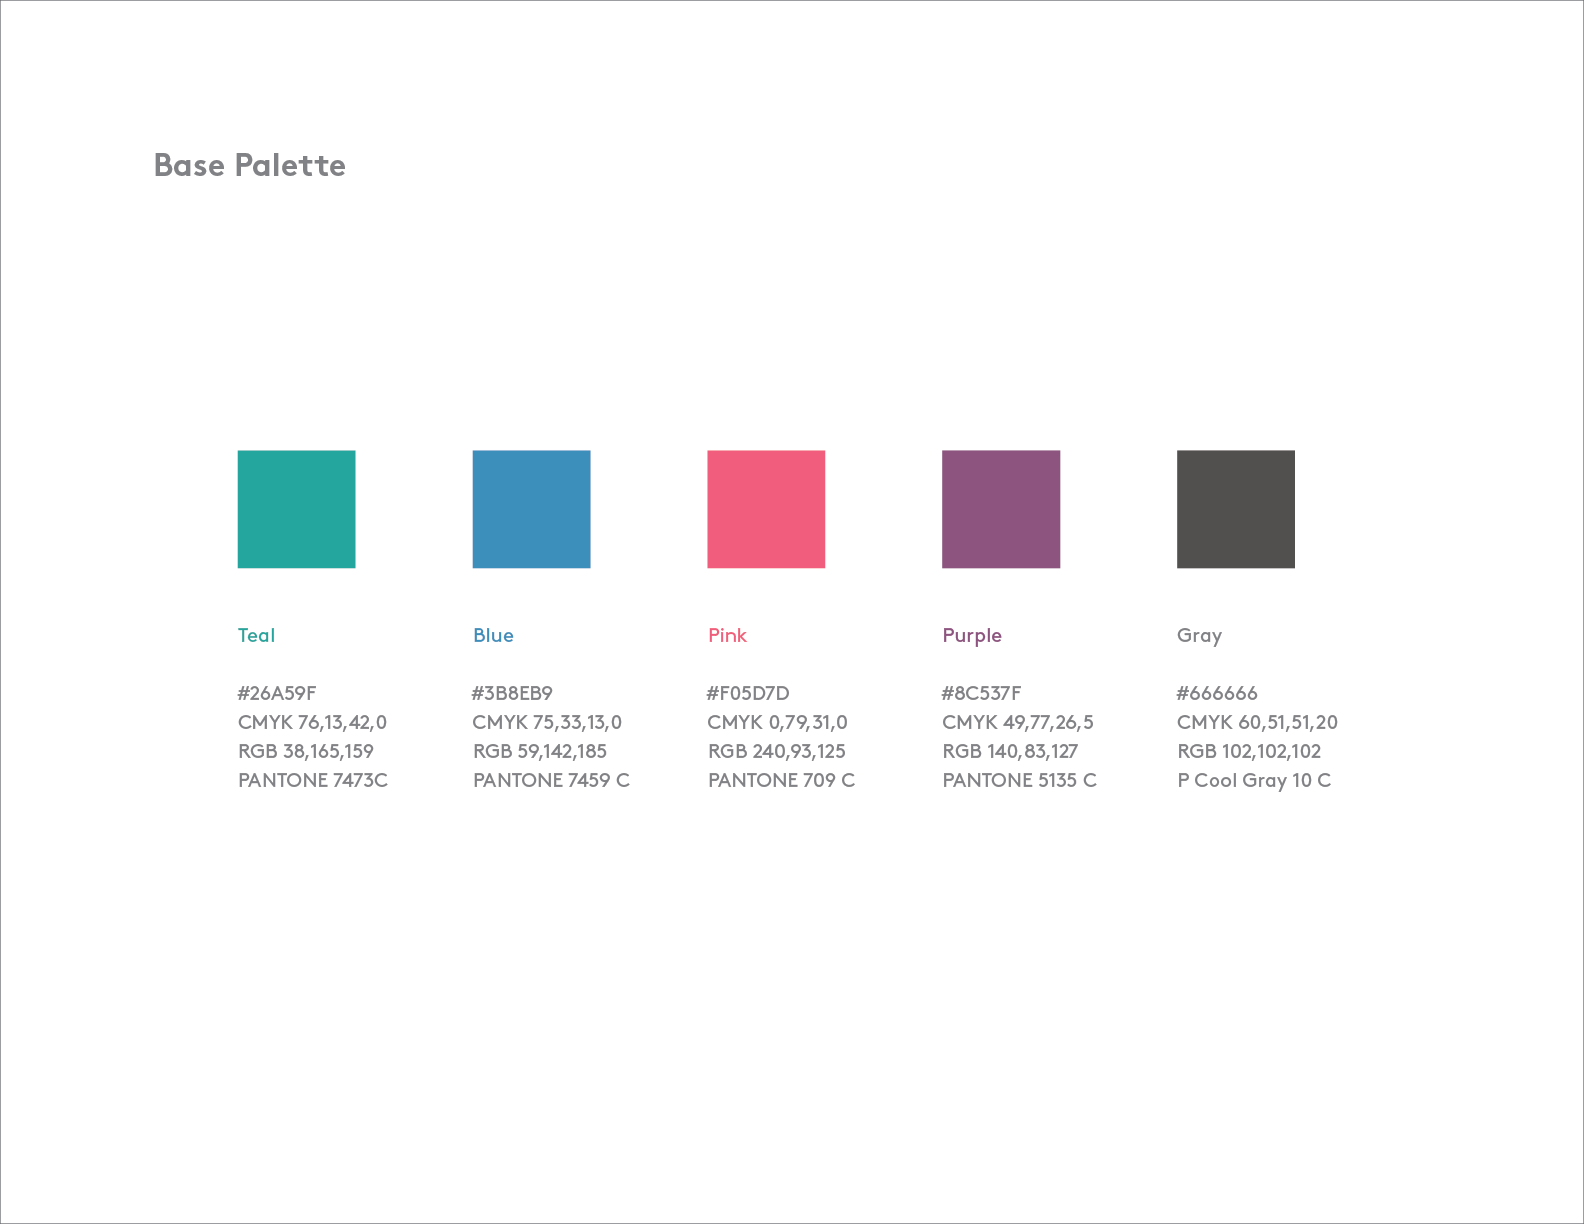 Base Palette
Teal
#26A59F
CMYK 76,13,42,0
RGB 38,165,159
PANTONE 7473C
Blue
#3B8EB9
CMYK 75,33,13,0
RGB 59,142,185
PANTONE 7459 C
Pink
#F05D7D
CMYK 0,79,31,0
RGB 240,93,125
PANTONE 709 C
Purple
#8C537F
CMYK 49,77,26,5
RGB 140,83,127
PANTONE 5135 C
Gray
#666666
CMYK 60,51,51,20
RGB 102,102,102
P Cool Gray 10 C